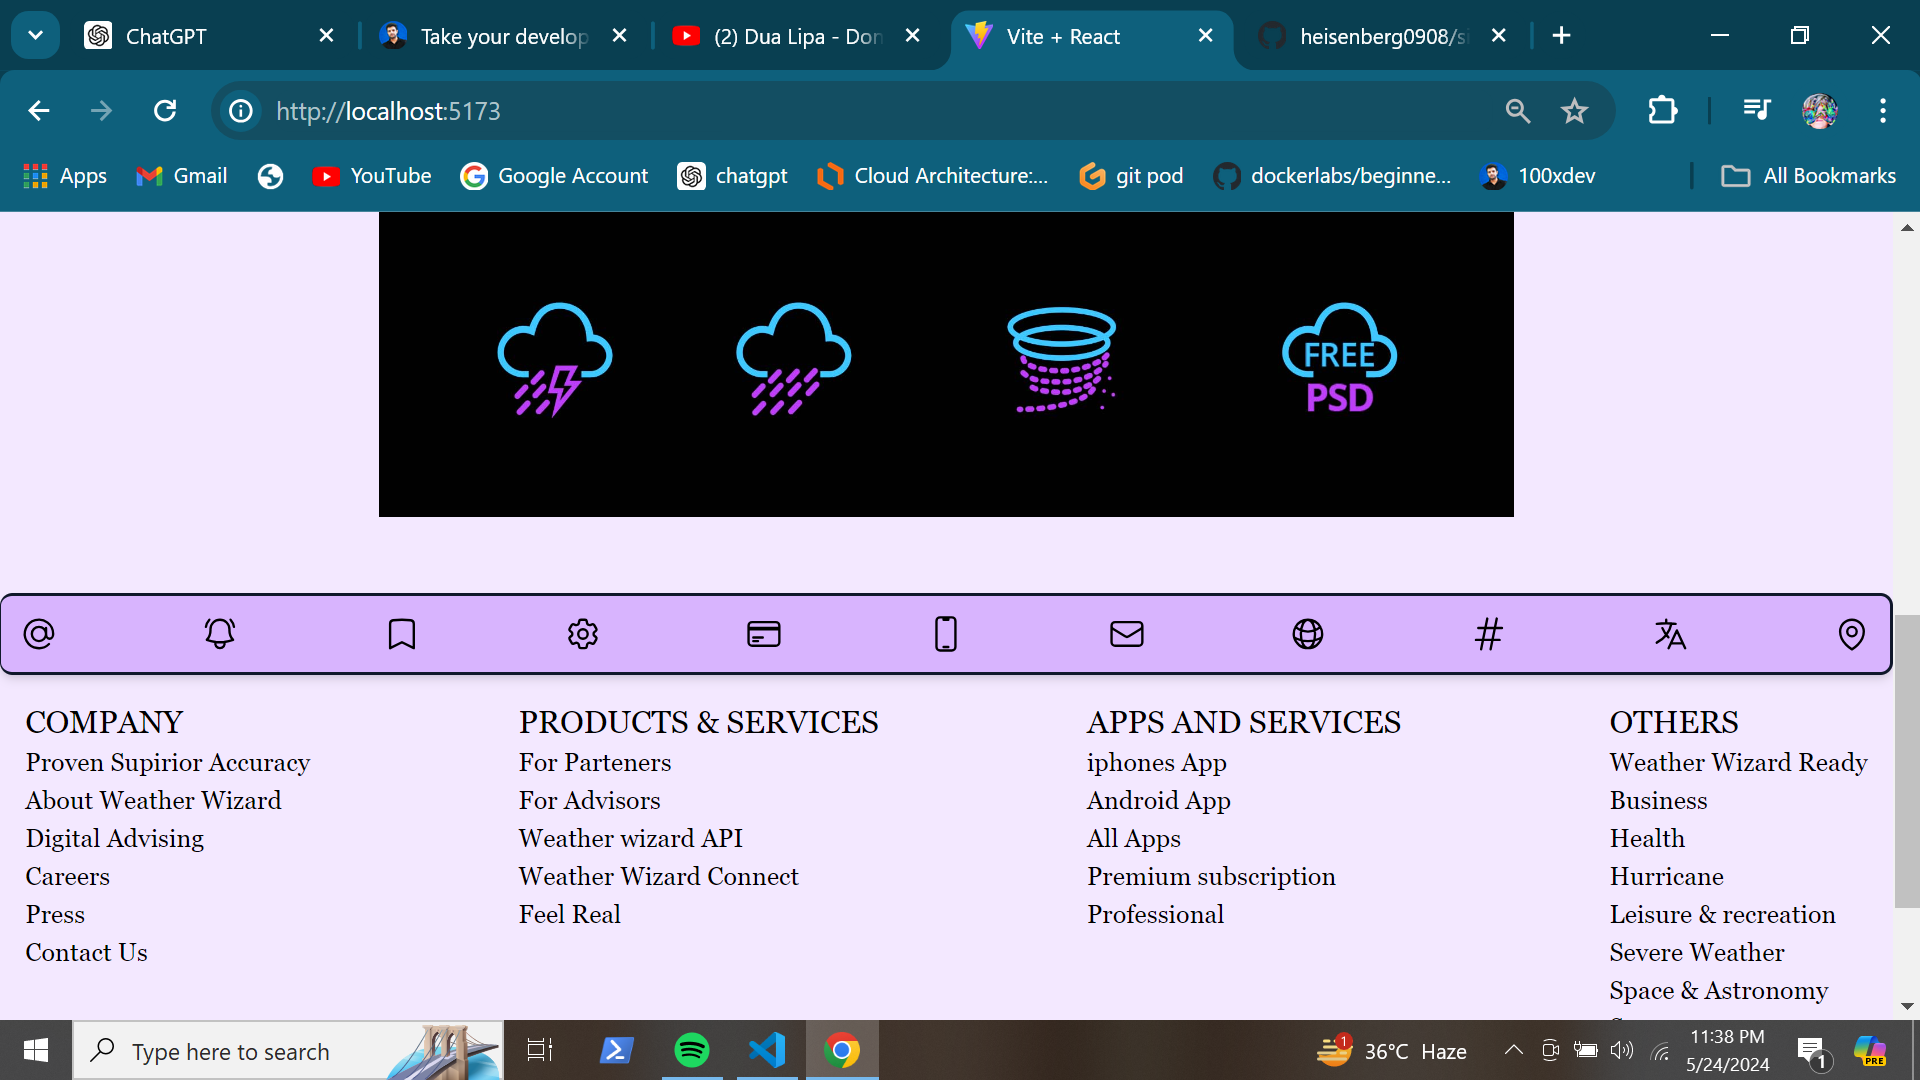 ChatGPT
Take your develop
(2) Dua Lipa - Don
Vite + React
heisenberg0908/si
http://localhost:5173
Apps
Gmail
YouTube
Google Account
chatgpt
Cloud Architecture:...
git pod
dockerlabs/beginne...
100xdev
All Bookmarks
FREE
PSD
COMPANY
Proven Supirior Accuracy
About Weather Wizard
Digital Advising
Careers
Press
Contact Us
PRODUCTS & SERVICES
For Parteners
For Advisors
Weather wizard API
Weather Wizard Connect
Feel Real
APPS AND SERVICES
iphones App
Android App
All Apps
Premium subscription
Professional
OTHERS
Weather Wizard Ready
Business
Health
Hurricane
Leisure & recreation
Severe Weather
Space & Astronomy
Type here to search
1
36°C Haze
11:38 PM
5/24/2024
1
PRE